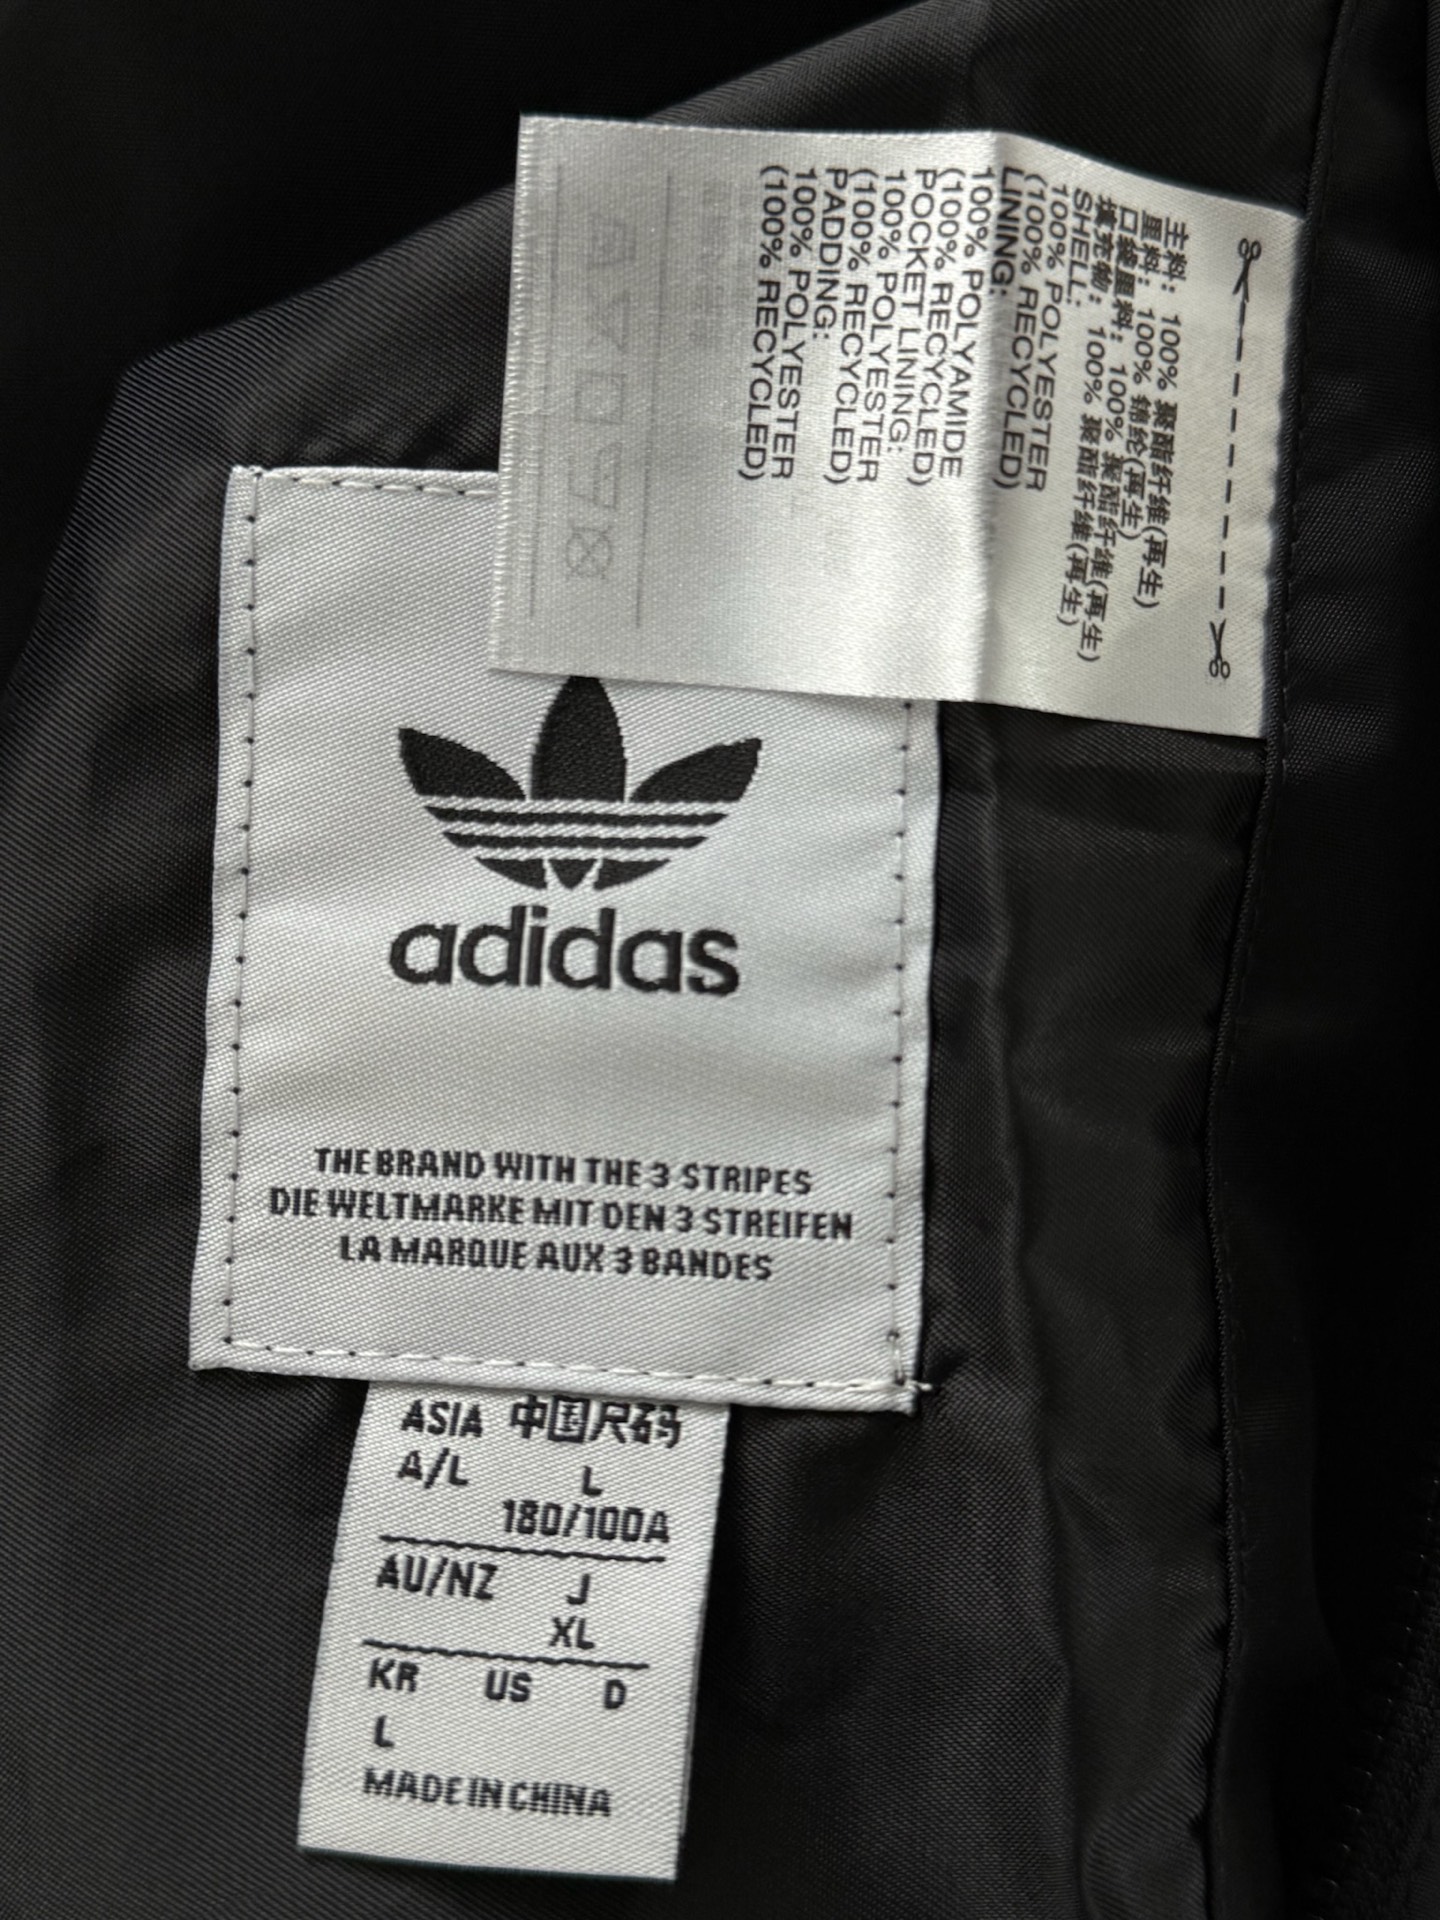 主料: 100% 聚酯纤维(再生)
里料: 100% 锦纶(再生)
口袋里料: 100% 聚酯纤维(再生)
填充物: 100% 聚酯纤维(再生)
SHELL:
100% POLYESTER
(100% RECYCLED)
LINING:
100% POLYAMIDE
(100% RECYCLED)
POCKET LINING:
100% POLYESTER
(100% RECYCLED)
PADDING:
100% POLYESTER
(100% RECYCLED)
adidas
THE BRAND WITH THE 3 STRIPES
DIE WELTMARKE MIT DEN 3 STREIFEN
LA MARQUE AUX 3 BANDES
ASIA 中国尺码
A/L L
180/100A
AU/NZ J
XL
KR US D
L
MADE IN CHINA